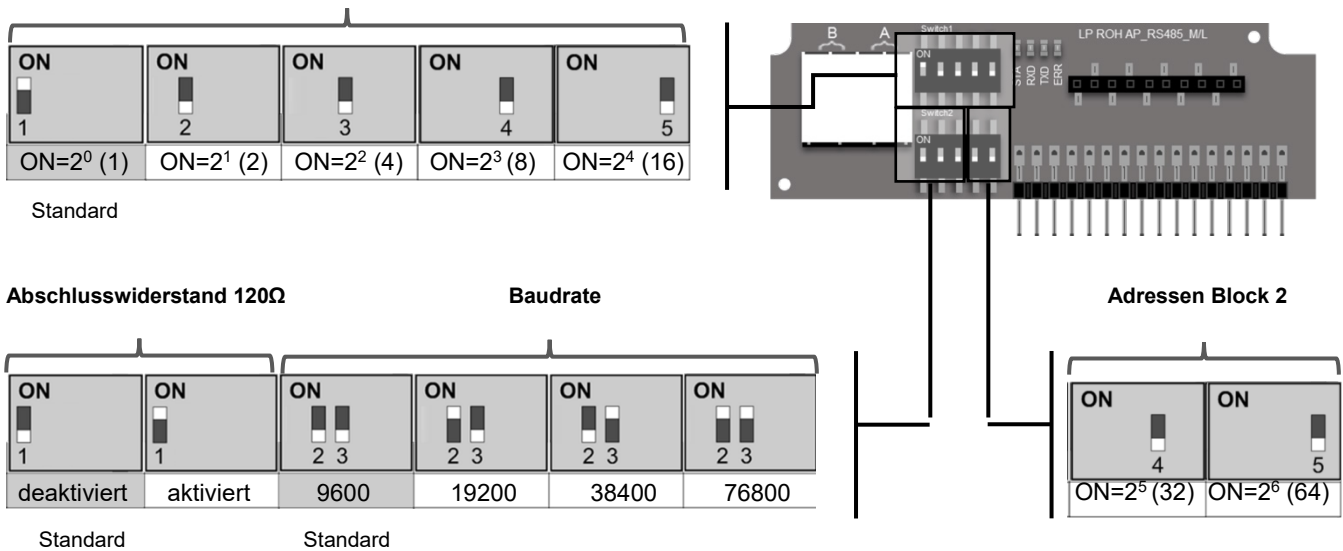 ON ON ON ON ON
1 2 3 4 5
ON=2⁰ (1) ON=2¹ (2) ON=2² (4) ON=2³ (8) ON=2⁴ (16)
Standard
B A Switch1 LP ROH AP_RS485_M/L
ON
STA RXD TXD ERR
Switch2
ON
Abschlusswiderstand 120Ω Baudrate Adressen Block 2
ON ON ON ON ON ON
1 1 2 3 2 3 2 3 2 3
deaktiviert aktiviert 9600 19200 38400 76800
Standard Standard
ON ON
4 5
ON=2⁵ (32) ON=2⁶ (64)